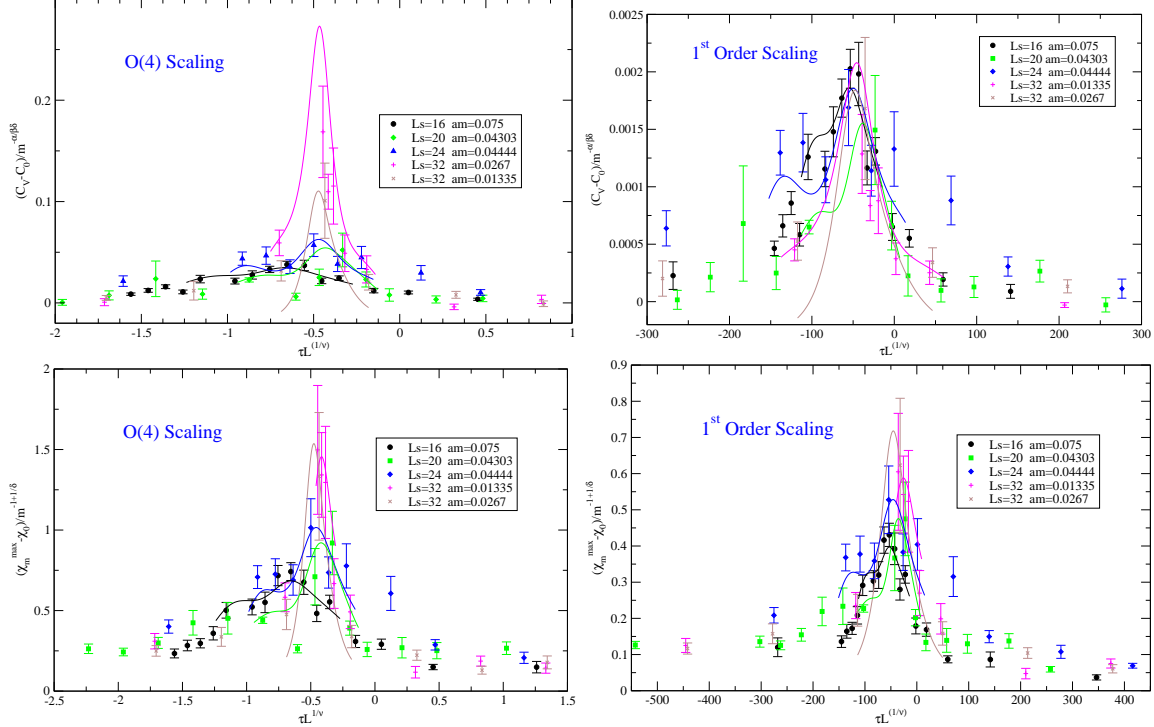 O(4) Scaling
Ls=16 am=0.075
Ls=20 am=0.04303
Ls=24 am=0.04444
Ls=32 am=0.0267
Ls=32 am=0.01335
(C_V-C_0)/m^{-α/βδ}
0
0.1
0.2
-2
-1.5
-1
-0.5
0
0.5
1
τL^{(1/ν)}
1st Order Scaling
Ls=16 am=0.075
Ls=20 am=0.04303
Ls=24 am=0.04444
Ls=32 am=0.01335
Ls=32 am=0.0267
(C_V-C_0)/m^{-α/βδ}
0.0025
0.002
0.0015
0.001
0.0005
0
-300
-200
-100
0
100
200
300
τL^{(1/ν)}
O(4) Scaling
Ls=16 am=0.075
Ls=20 am=0.04303
Ls=24 am=0.04444
Ls=32 am=0.01335
Ls=32 am=0.0267
(χ_m^{max}-χ_0)/m^{-1+1/δ}
2
1.5
1
0.5
0
-2.5
-2
-1.5
-1
-0.5
0
0.5
1
1.5
τL^{1/ν}
1st Order Scaling
Ls=16 am=0.075
Ls=20 am=0.04303
Ls=24 am=0.04444
Ls=32 am=0.01335
Ls=32 am=0.0267
(χ_m^{max}-χ_0)/m^{-1+1/δ}
0.9
0.8
0.7
0.6
0.5
0.4
0.3
0.2
0.1
0
-500
-400
-300
-200
-100
0
100
200
300
400
τL^{(1/ν)}